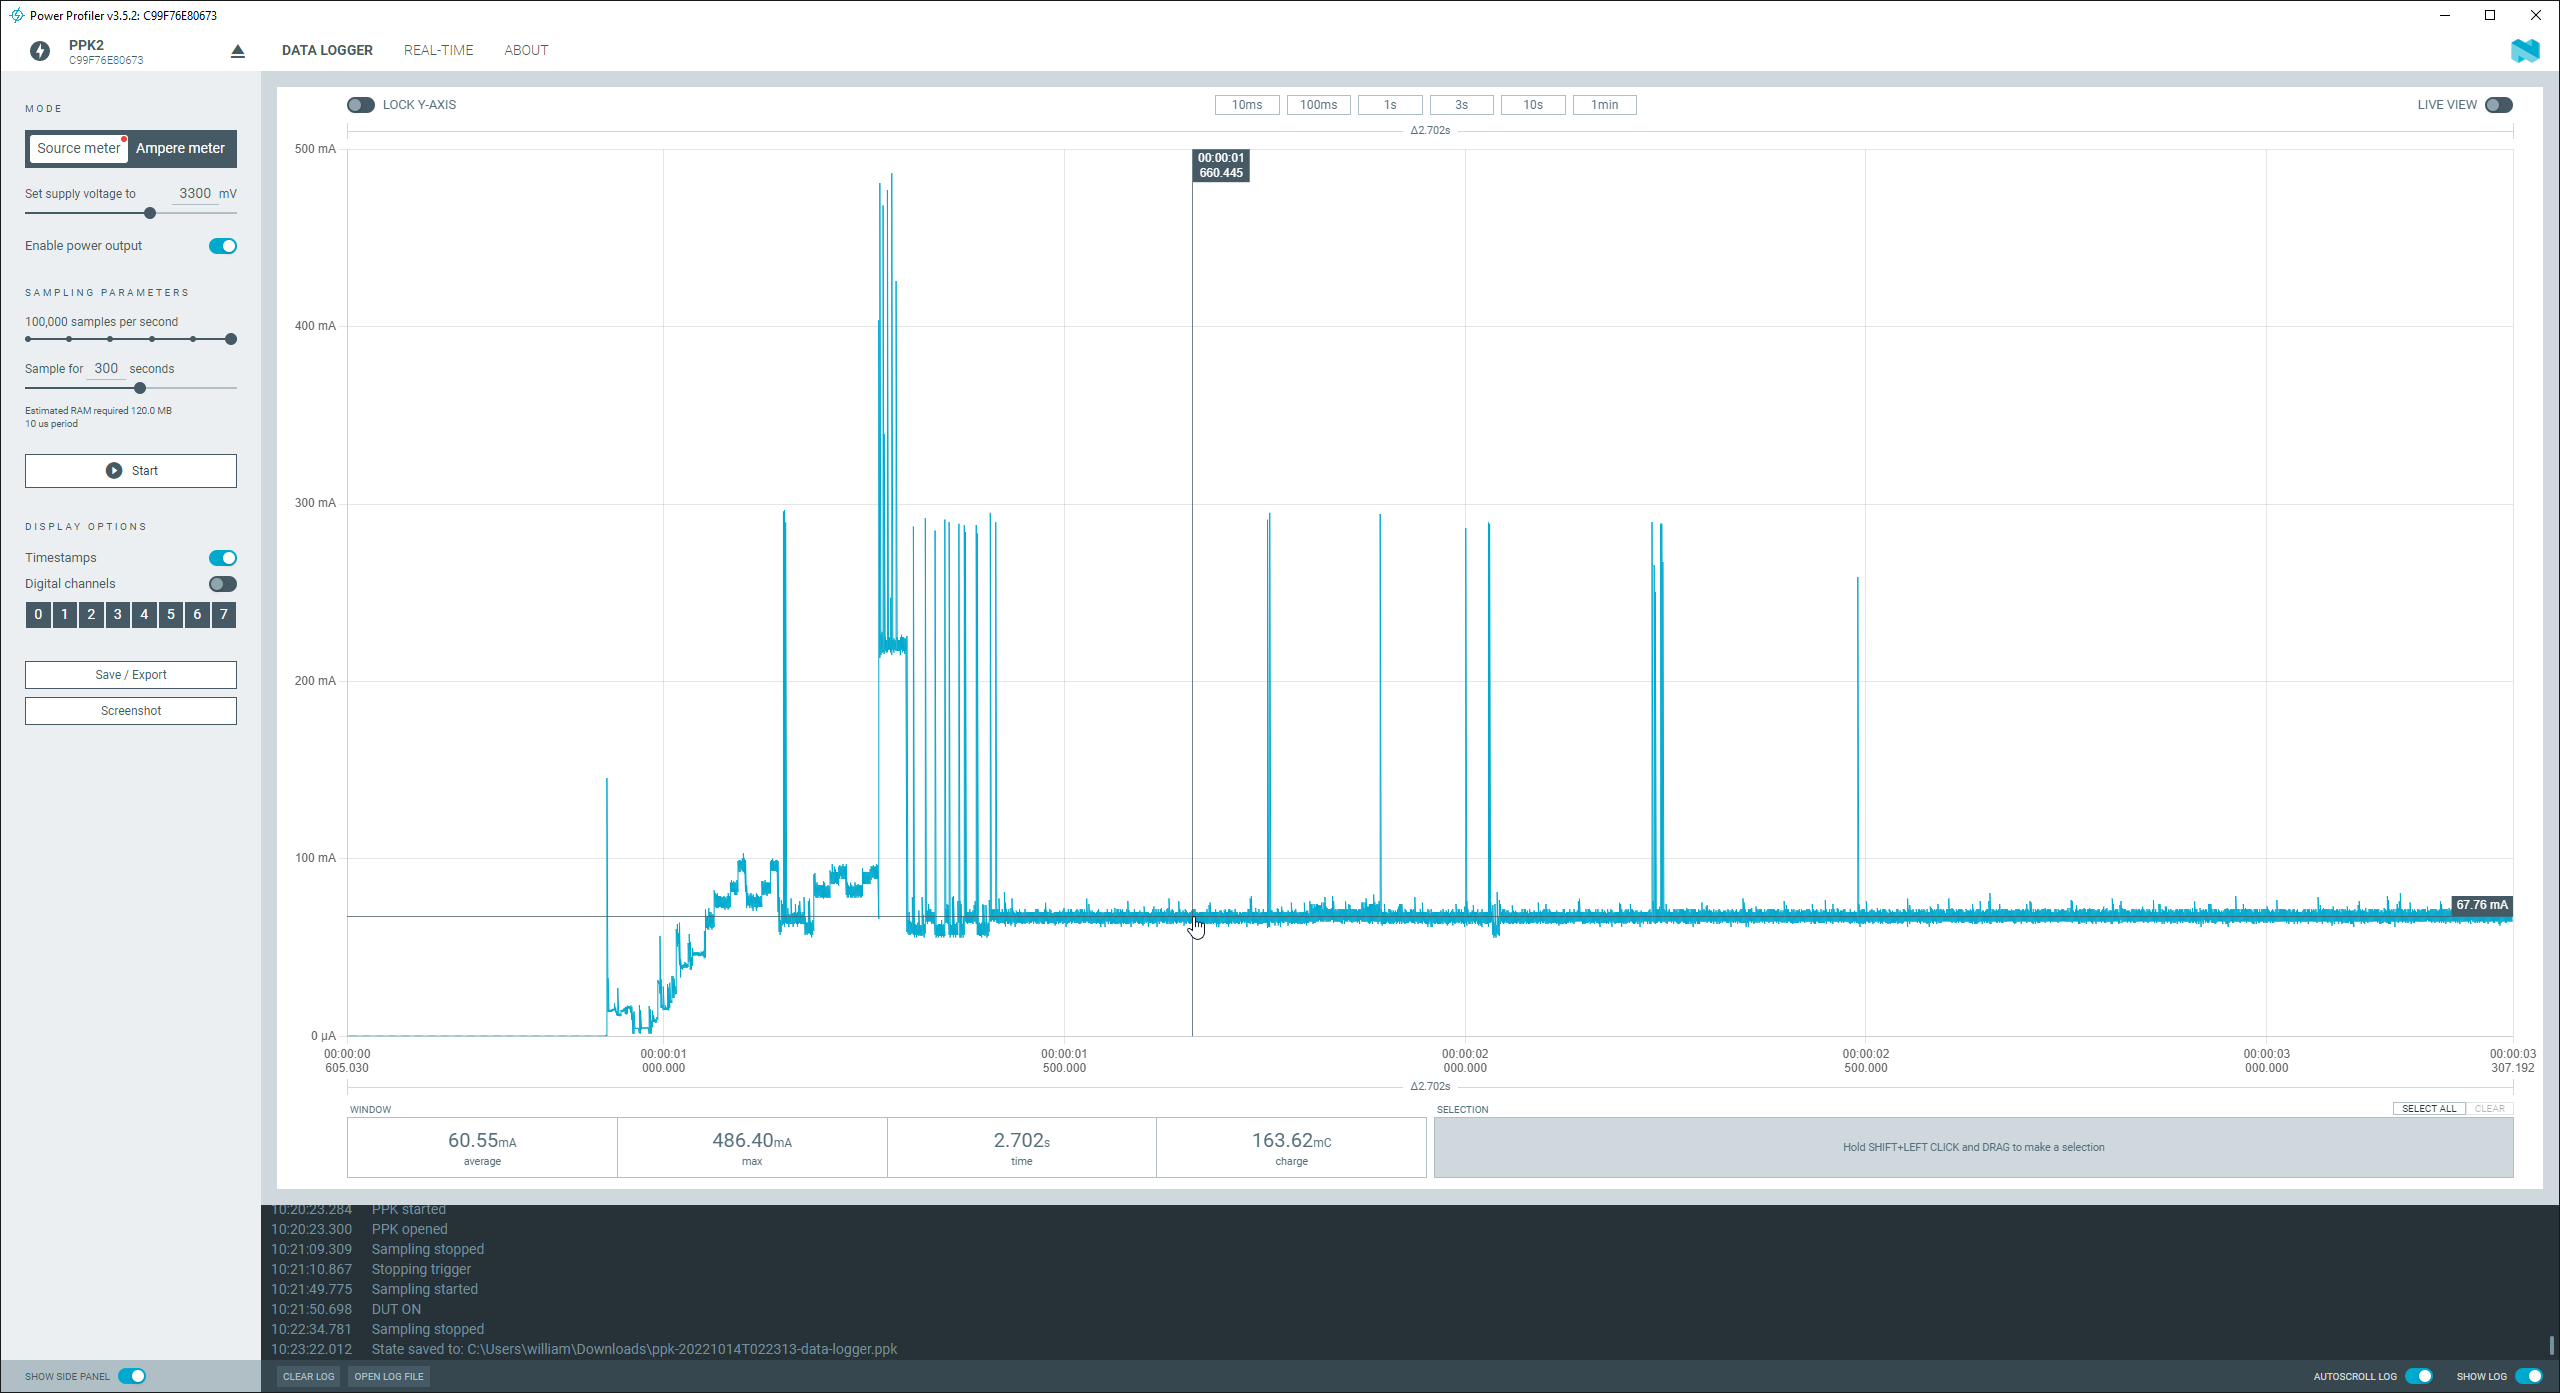 Power Profiler v3.5.2: C99F76E80673
PPK2
C99F76E80673
DATA LOGGER REAL-TIME ABOUT
MODE
Source meter Ampere meter
Set supply voltage to 3300 mV
Enable power output
SAMPLING PARAMETERS
100,000 samples per second
Sample for 300 seconds
Estimated RAM required 120.0 MB
10 us period
Start
DISPLAY OPTIONS
Timestamps
Digital channels
0 1 2 3 4 5 6 7
Save / Export
Screenshot
SHOW SIDE PANEL
LOCK Y-AXIS
10ms 100ms 1s 3s 10s 1min
LIVE VIEW
Δ2.702s
00:00:01
660.445
500 mA
400 mA
300 mA
200 mA
100 mA
0 µA
67.76 mA
00:00:00 00:00:01 00:00:01 00:00:02 00:00:02 00:00:03 00:00:03
605.030 000.000 500.000 000.000 500.000 000.000 307.192
Δ2.702s
WINDOW
60.55mA 486.40mA 2.702s 163.62mC
average max time charge
SELECTION
SELECT ALL CLEAR
Hold SHIFT+LEFT CLICK and DRAG to make a selection
10:20:23.284 PPK started
10:20:23.300 PPK opened
10:21:09.309 Sampling stopped
10:21:10.867 Stopping trigger
10:21:49.775 Sampling started
10:21:50.698 DUT ON
10:22:34.781 Sampling stopped
10:23:22.012 State saved to: C:\Users\william\Downloads\ppk-20221014T022313-data-logger.ppk
CLEAR LOG OPEN LOG FILE
AUTOSCROLL LOG SHOW LOG